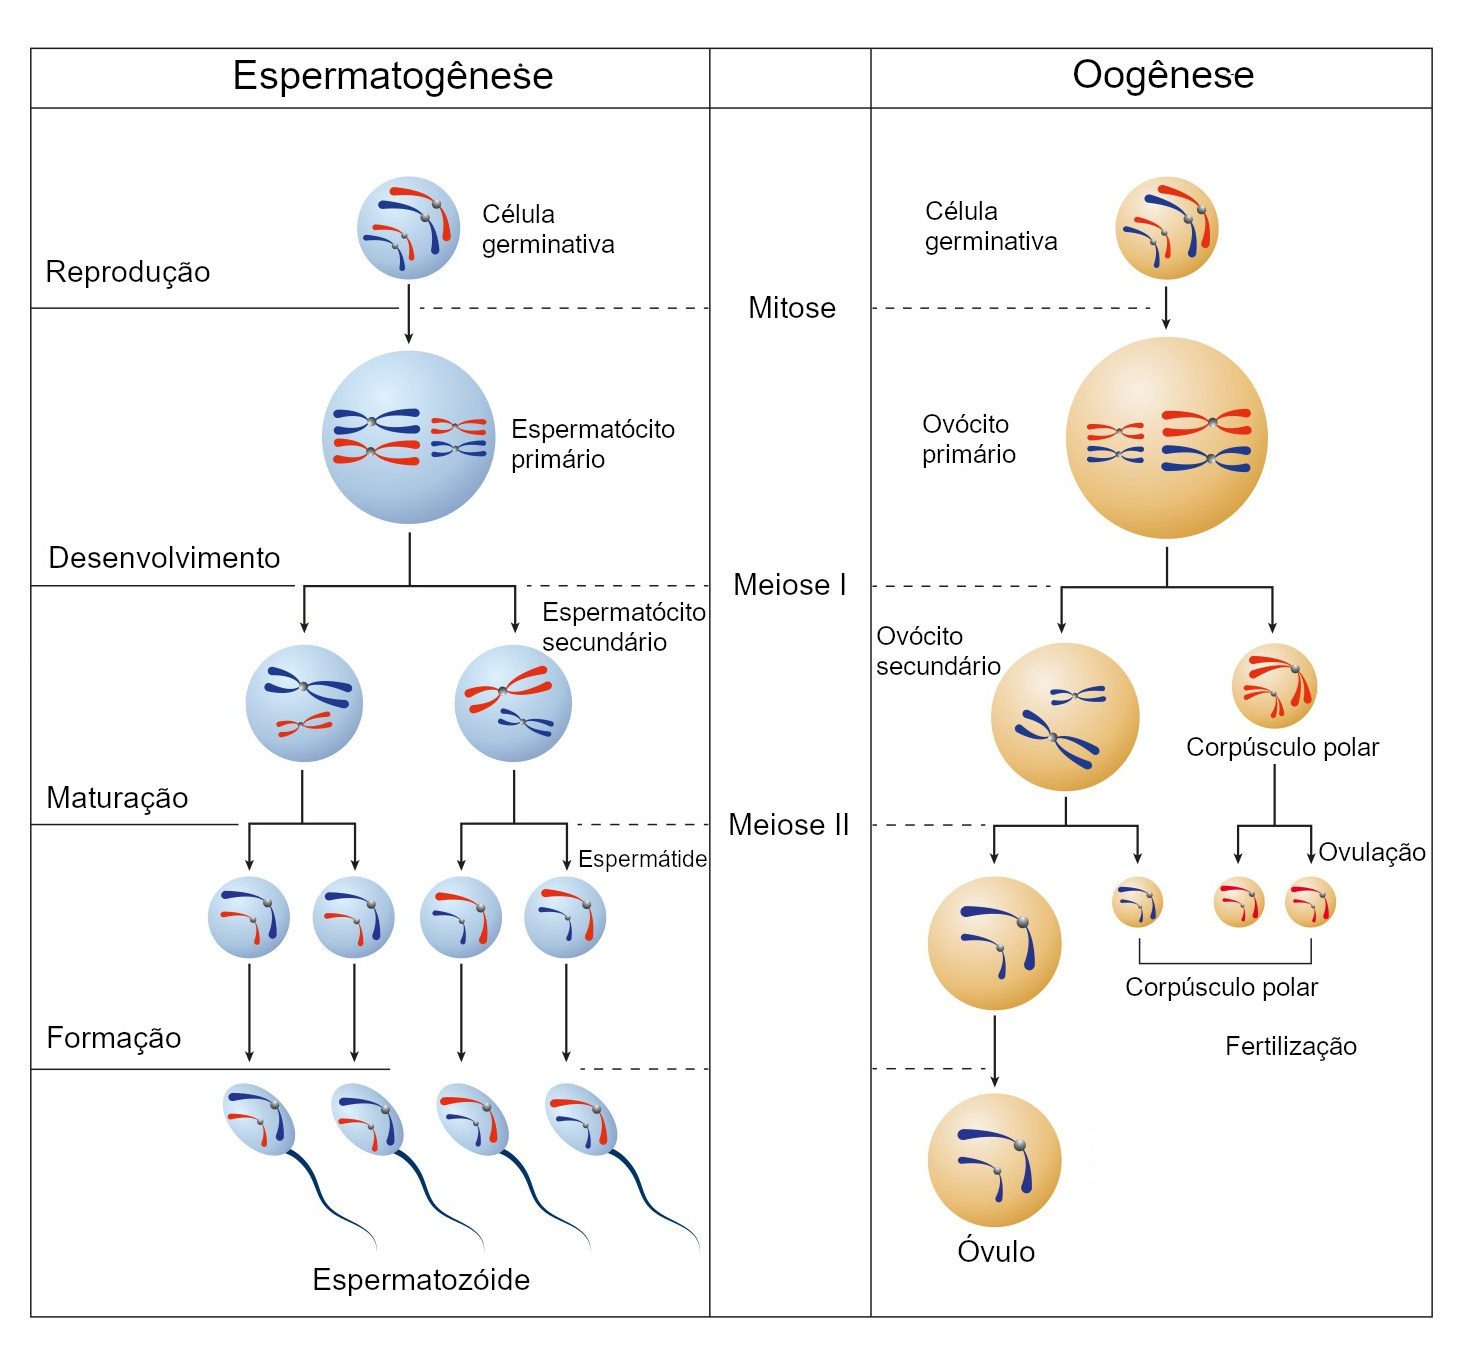 Espermatogênese
Oogênese
Célula
germinativa
Célula
germinativa
Reprodução
Mitose
Espermatócito
primário
Ovócito
primário
Desenvolvimento
Meiose I
Espermatócito
secundário
Ovócito
secundário
Corpúsculo polar
Maturação
Meiose II
Espermátide
Ovulação
Corpúsculo polar
Formação
Fertilização
Óvulo
Espermatozóide